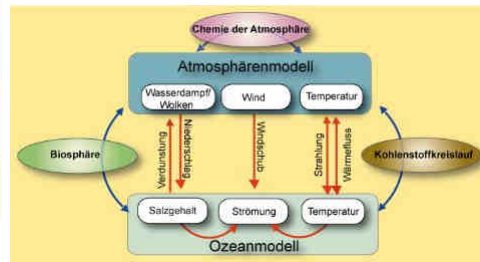 Chemie der Atmosphäre
Atmosphärenmodell
Wasserdampf/
Wolken
Wind
Temperatur
Verdunstung
Niederschlag
Windschub
Strahlung
Wärmefluss
Biosphäre
Kohlenstoffkreislauf
Salzgehalt
Strömung
Temperatur
Ozeanmodell